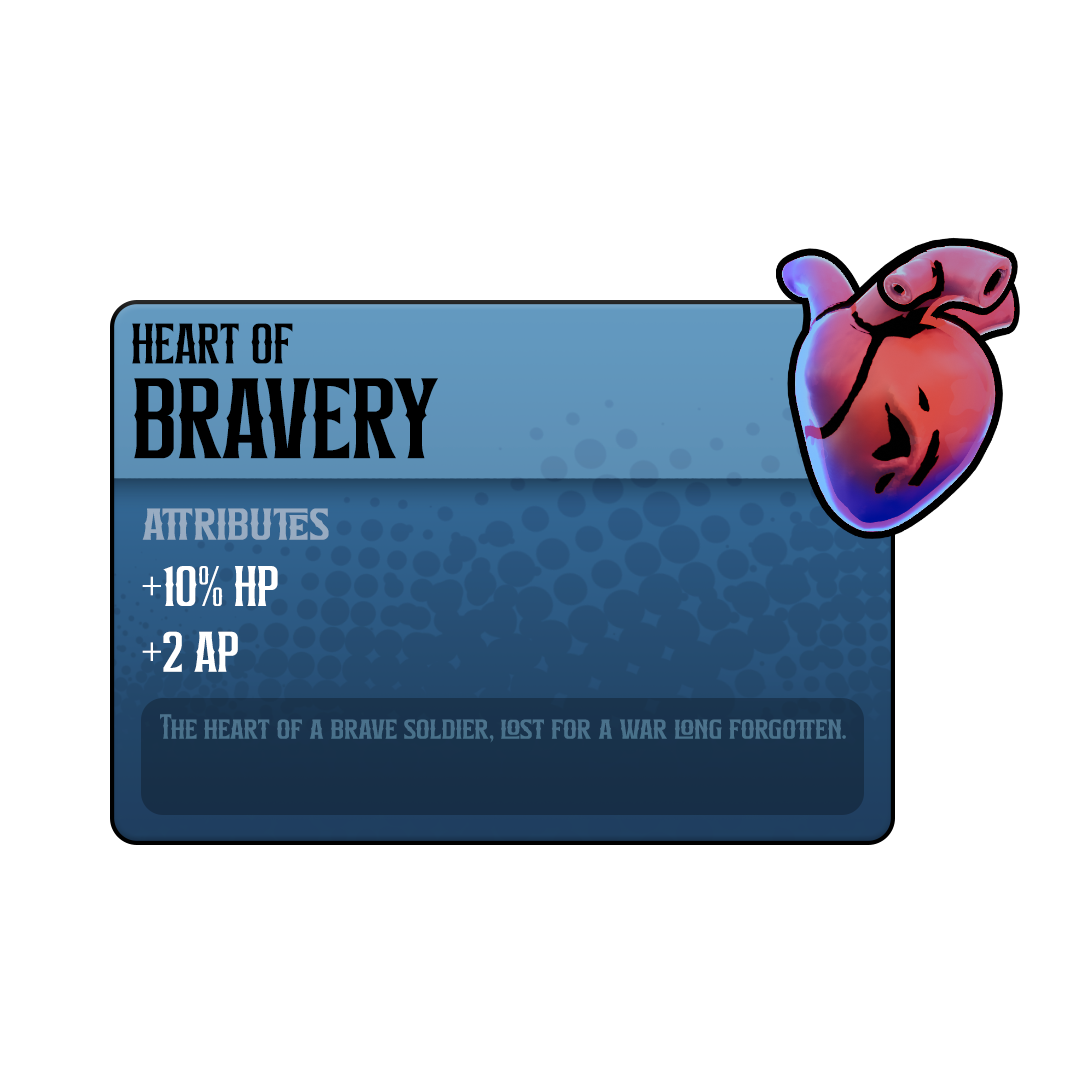 HEART OF
BRAVERY
ATTRIBUTES
+10% HP
+2 AP
The heart of a brave soldier, lost for a war long forgotten.